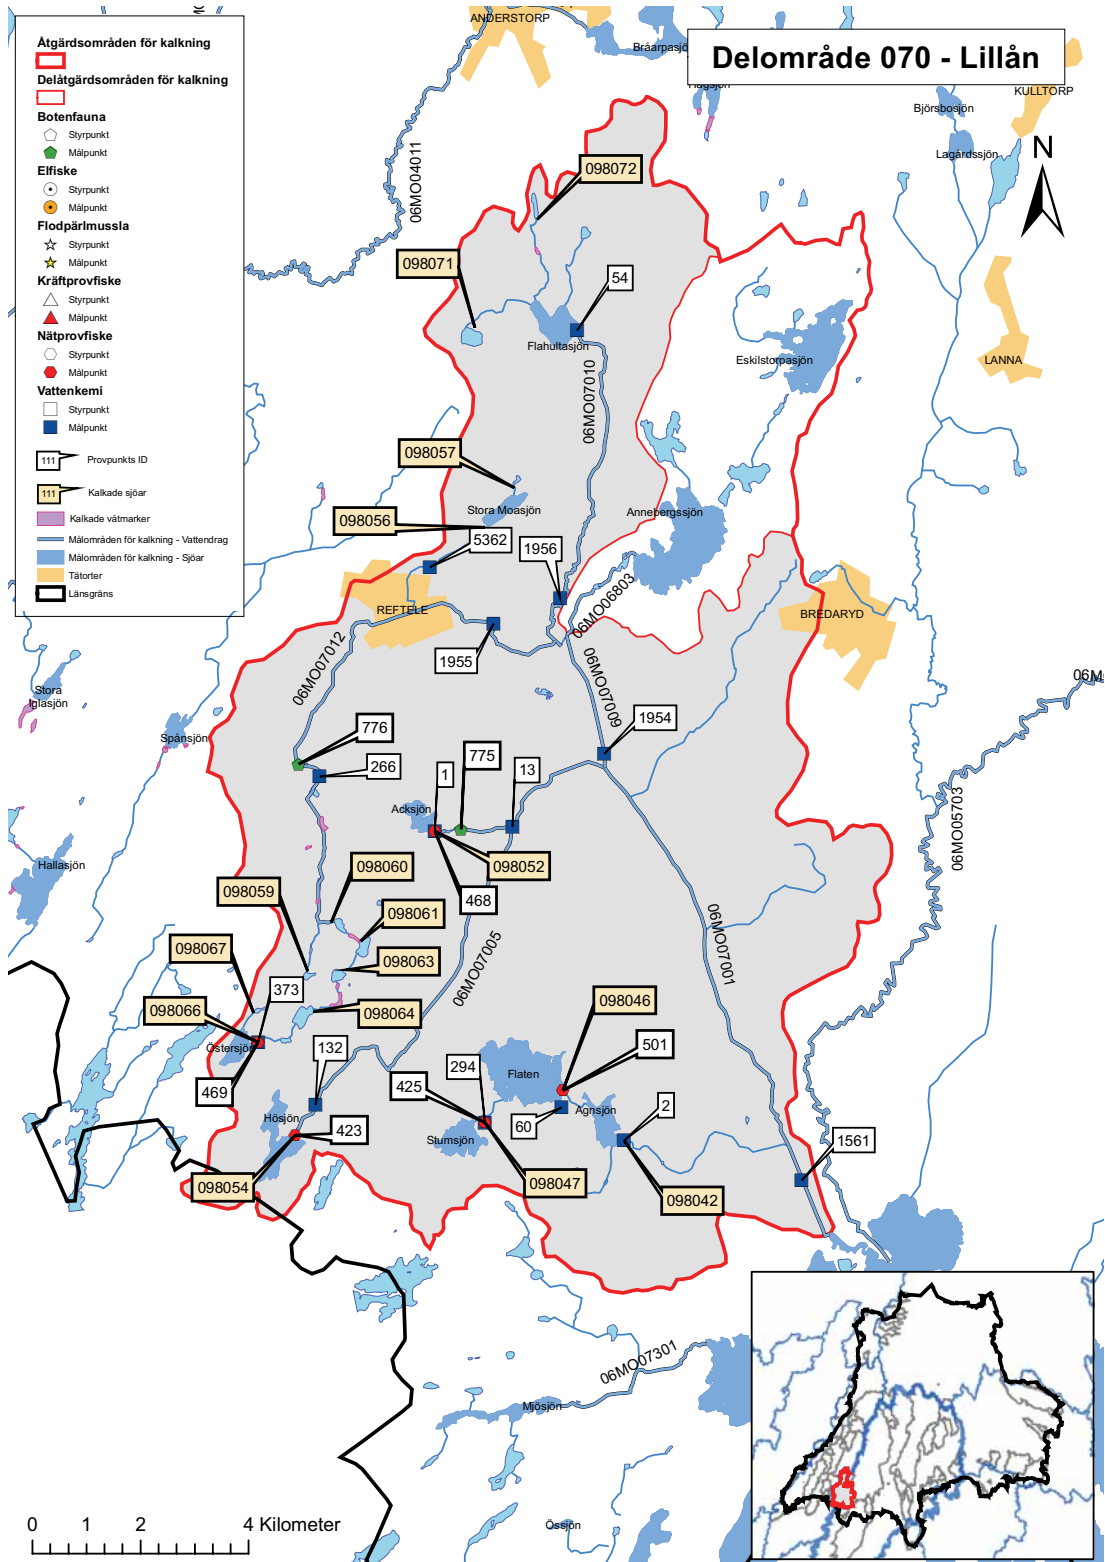 Delområde 070 - Lillån
Åtgärdsområden för kalkning
Delåtgärdsområden för kalkning
Botenfauna
Styrpunkt
Målpunkt
Elfiske
Styrpunkt
Målpunkt
Flodpärlmussla
Styrpunkt
Målpunkt
Kräftprovfiske
Styrpunkt
Målpunkt
Nätprovfiske
Styrpunkt
Målpunkt
Vattenkemi
Styrpunkt
Målpunkt
111 Provpunkts ID
111 Kalkade sjöar
Kalkade våtmarker
Målområden för kalkning - Vattendrag
Målområden för kalkning - Sjöar
Tätorter
Länsgräns
ANDERSTORP
Bråarpasjö
Hagsjön
KULLTORP
Björsbosjön
Lagårdssjön
N
06MO04011
098072
098071
54
Flahultasjön
Eskilstorpasjön
LANNA
06MO07010
098057
Stora Moasjön
098056
5362
1956
Annebergssjön
REFTELE
06MO06803
BREDARYD
1955
06MO07012
06MO07009
06M
Stora
Iglasjön
Spånsjön
776
266
1
775
13
1954
Acksjön
06MO05703
Hallasjön
098060
098052
468
098059
098061
06MO07005
06MO07001
098067
098063
373
098066
098064
098046
Östersjön
132
501
294
Flaten
425
469
Hösjön
Agnsjön
2
60
423
Stumsjön
1561
098054
098047
098042
06MO07301
Mjösjön
Össjön
0 1 2 4 Kilometer